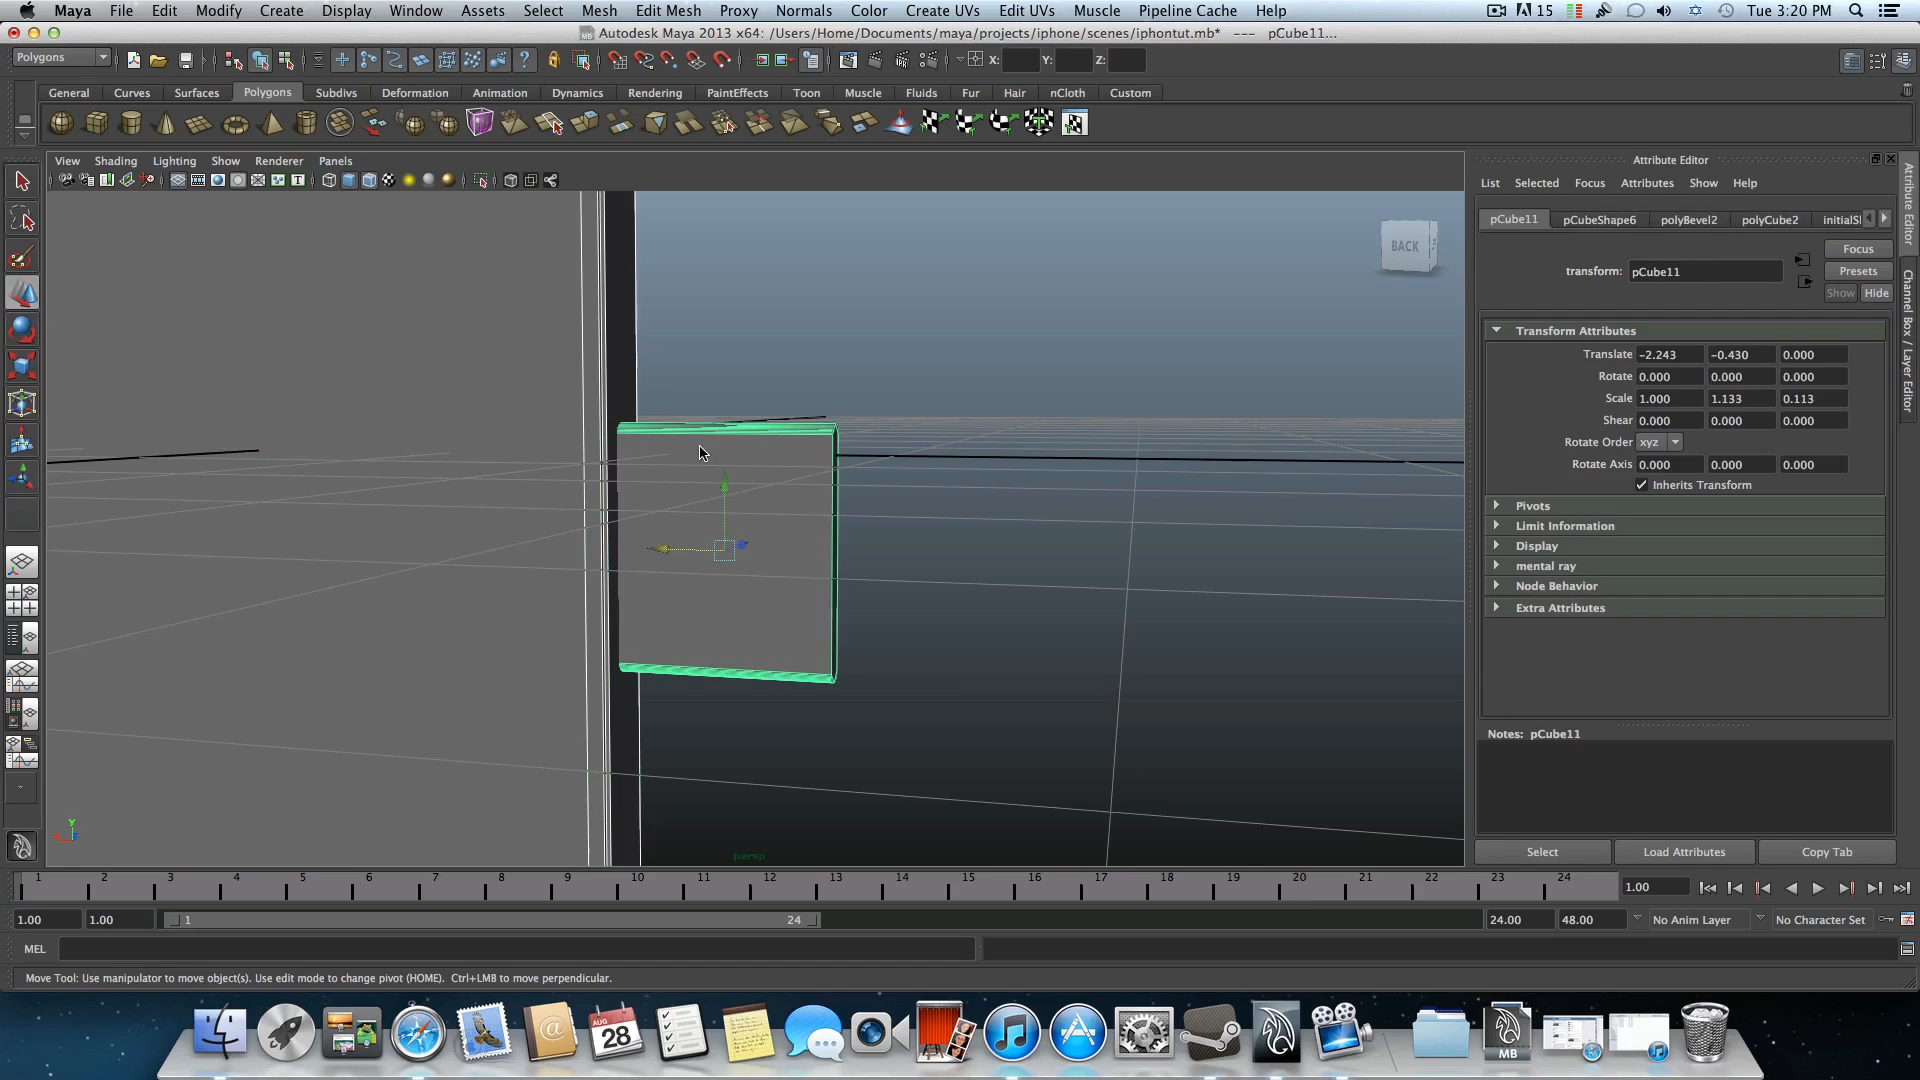 Maya File Edit Modify Create Display Window Assets Select Mesh Edit Mesh Proxy Normals Color Create UVs Edit UVs Muscle Pipeline Cache Help 15 Tue 3:20 PM
Autodesk Maya 2013 x64: /Users/Home/Documents/maya/projects/iphone/scenes/iphontut.mb* --- pCube11...
Polygons X: Y: Z:
General Curves Surfaces Polygons Subdivs Deformation Animation Dynamics Rendering PaintEffects Toon Muscle Fluids Fur Hair nCloth Custom
View Shading Lighting Show Renderer Panels
Attribute Editor
List Selected Focus Attributes Show Help
pCube11 pCubeShape6 polyBevel2 polyCube2 initialSl
Focus
transform: pCube11 Presets
Show Hide
BACK
Transform Attributes
Translate -2.243 -0.430 0.000
Rotate 0.000 0.000 0.000
Scale 1.000 1.133 0.113
Shear 0.000 0.000 0.000
Rotate Order xyz
Rotate Axis 0.000 0.000 0.000
Inherits Transform
Pivots
Limit Information
Display
mental ray
Node Behavior
Extra Attributes
Notes: pCube11
Select Load Attributes Copy Tab
Attribute Editor
Channel Box / Layer Editor
y
persp
1 2 3 4 5 6 7 8 9 10 11 12 13 14 15 16 17 18 19 20 21 22 23 24 1.00
1.00 1.00 1 24 24.00 48.00 No Anim Layer No Character Set
MEL
Move Tool: Use manipulator to move object(s). Use edit mode to change pivot (HOME). Ctrl+LMB to move perpendicular.
AUG
28
MB